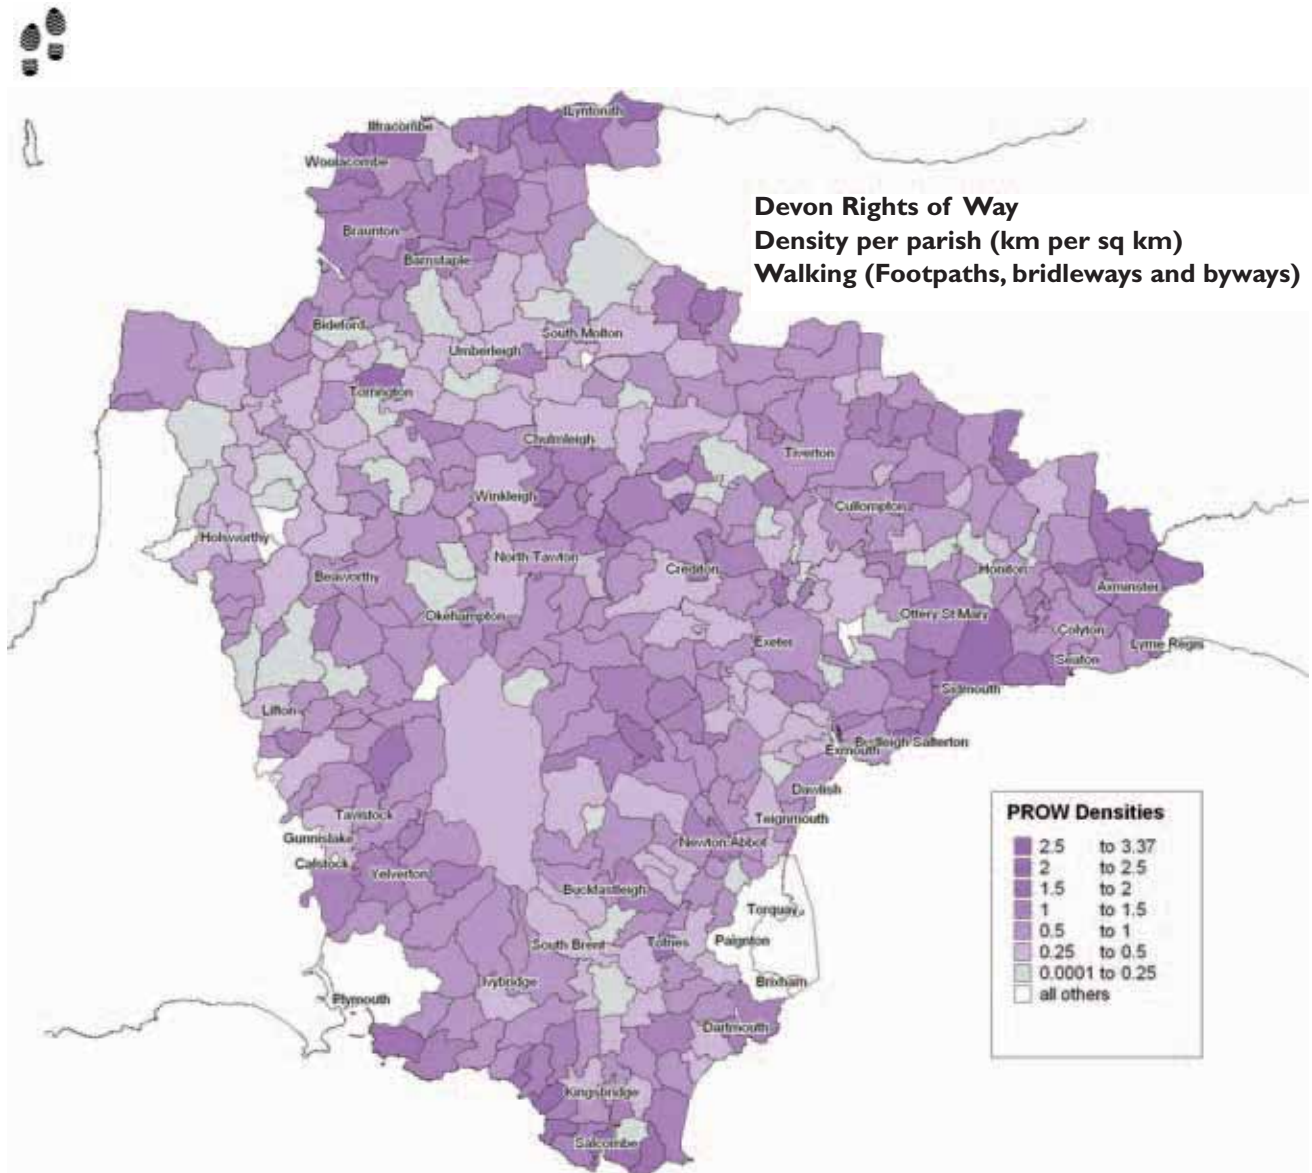 Devon Rights of Way
Density per parish (km per sq km)
Walking (Footpaths, bridleways and byways)
Lyntonith
Ilfracombe
Woolacombe
Braunton
Barnstaple
Bideford
South Molton
Umberleigh
Torrington
Chulmleigh
Tiverton
Winkleigh
Cullompton
Holsworthy
North Tawton
Crediton
Honiton
Beaworthy
Axminster
Okehampton
Ottery St Mary
Exeter
Colyton
Lyme Regis
Seaton
Sidmouth
Lifton
Budleigh Salterton
Exmouth
Dawlish
Tavistock
Teignmouth
Gunnislake
Newton Abbot
Calstock
Yelverton
Buckfastleigh
Torquay
South Brent
Totnes
Paignton
Ivybridge
Brixham
Plymouth
Dartmouth
Kingsbridge
Salcombe
PROW Densities
2.5 to 3.37
2 to 2.5
1.5 to 2
1 to 1.5
0.5 to 1
0.25 to 0.5
0.0001 to 0.25
all others